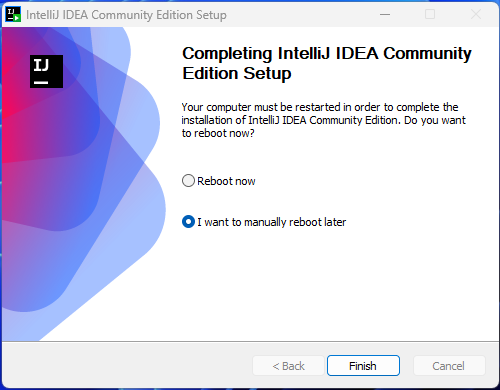 IntelliJ IDEA Community Edition Setup
IJ
Completing IntelliJ IDEA Community
Edition Setup
Your computer must be restarted in order to complete the
installation of IntelliJ IDEA Community Edition. Do you want
to reboot now?
Reboot now
I want to manually reboot later
< Back
Finish
Cancel